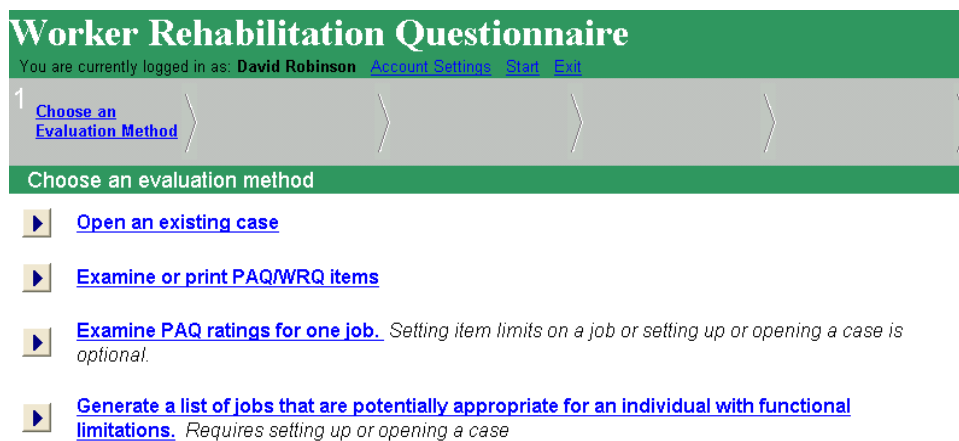 Worker Rehabilitation Questionnaire
You are currently logged in as: David Robinson Account Settings Start Exit
1
Choose an
Evaluation Method
Choose an evaluation method
Open an existing case
Examine or print PAQ/WRQ items
Examine PAQ ratings for one job. Setting item limits on a job or setting up or opening a case is
optional.
Generate a list of jobs that are potentially appropriate for an individual with functional
limitations. Requires setting up or opening a case